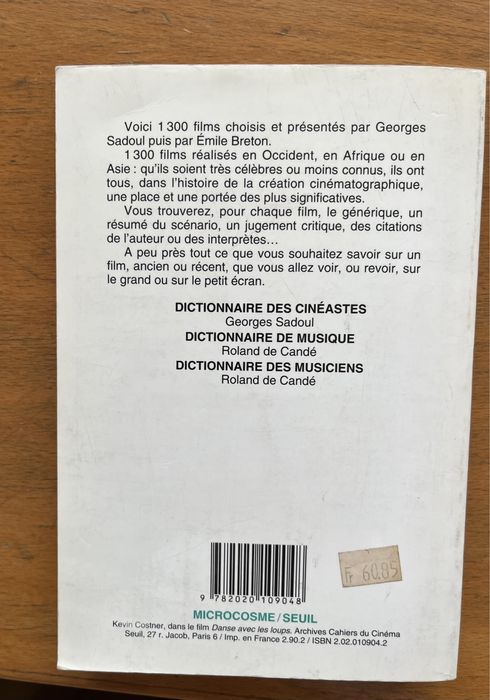 Voici 1 300 films choisis et présentés par Georges
Sadoul puis par Émile Breton.
1 300 films réalisés en Occident, en Afrique ou en
Asie : qu'ils soient très célèbres ou moins connus, ils ont
tous, dans l'histoire de la création cinématographique,
une place et une portée des plus significatives.
Vous trouverez, pour chaque film, le générique, un
résumé du scénario, un jugement critique, des citations
de l'auteur ou des interprètes...
A peu près tout ce que vous souhaitez savoir sur un
film, ancien ou récent, que vous allez voir, ou revoir, sur
le grand ou sur le petit écran.
DICTIONNAIRE DES CINÉASTES
Georges Sadoul
DICTIONNAIRE DE MUSIQUE
Roland de Candé
DICTIONNAIRE DES MUSICIENS
Roland de Candé
Fr 60.85
9 782020 109048
MICROCOSME/SEUIL
Kevin Costner, dans le film Danse avec les loups. Archives Cahiers du Cinéma
Seuil, 27 r. Jacob, Paris 6 / Imp. en France 2.90.2 / ISBN 2.02.010904.2